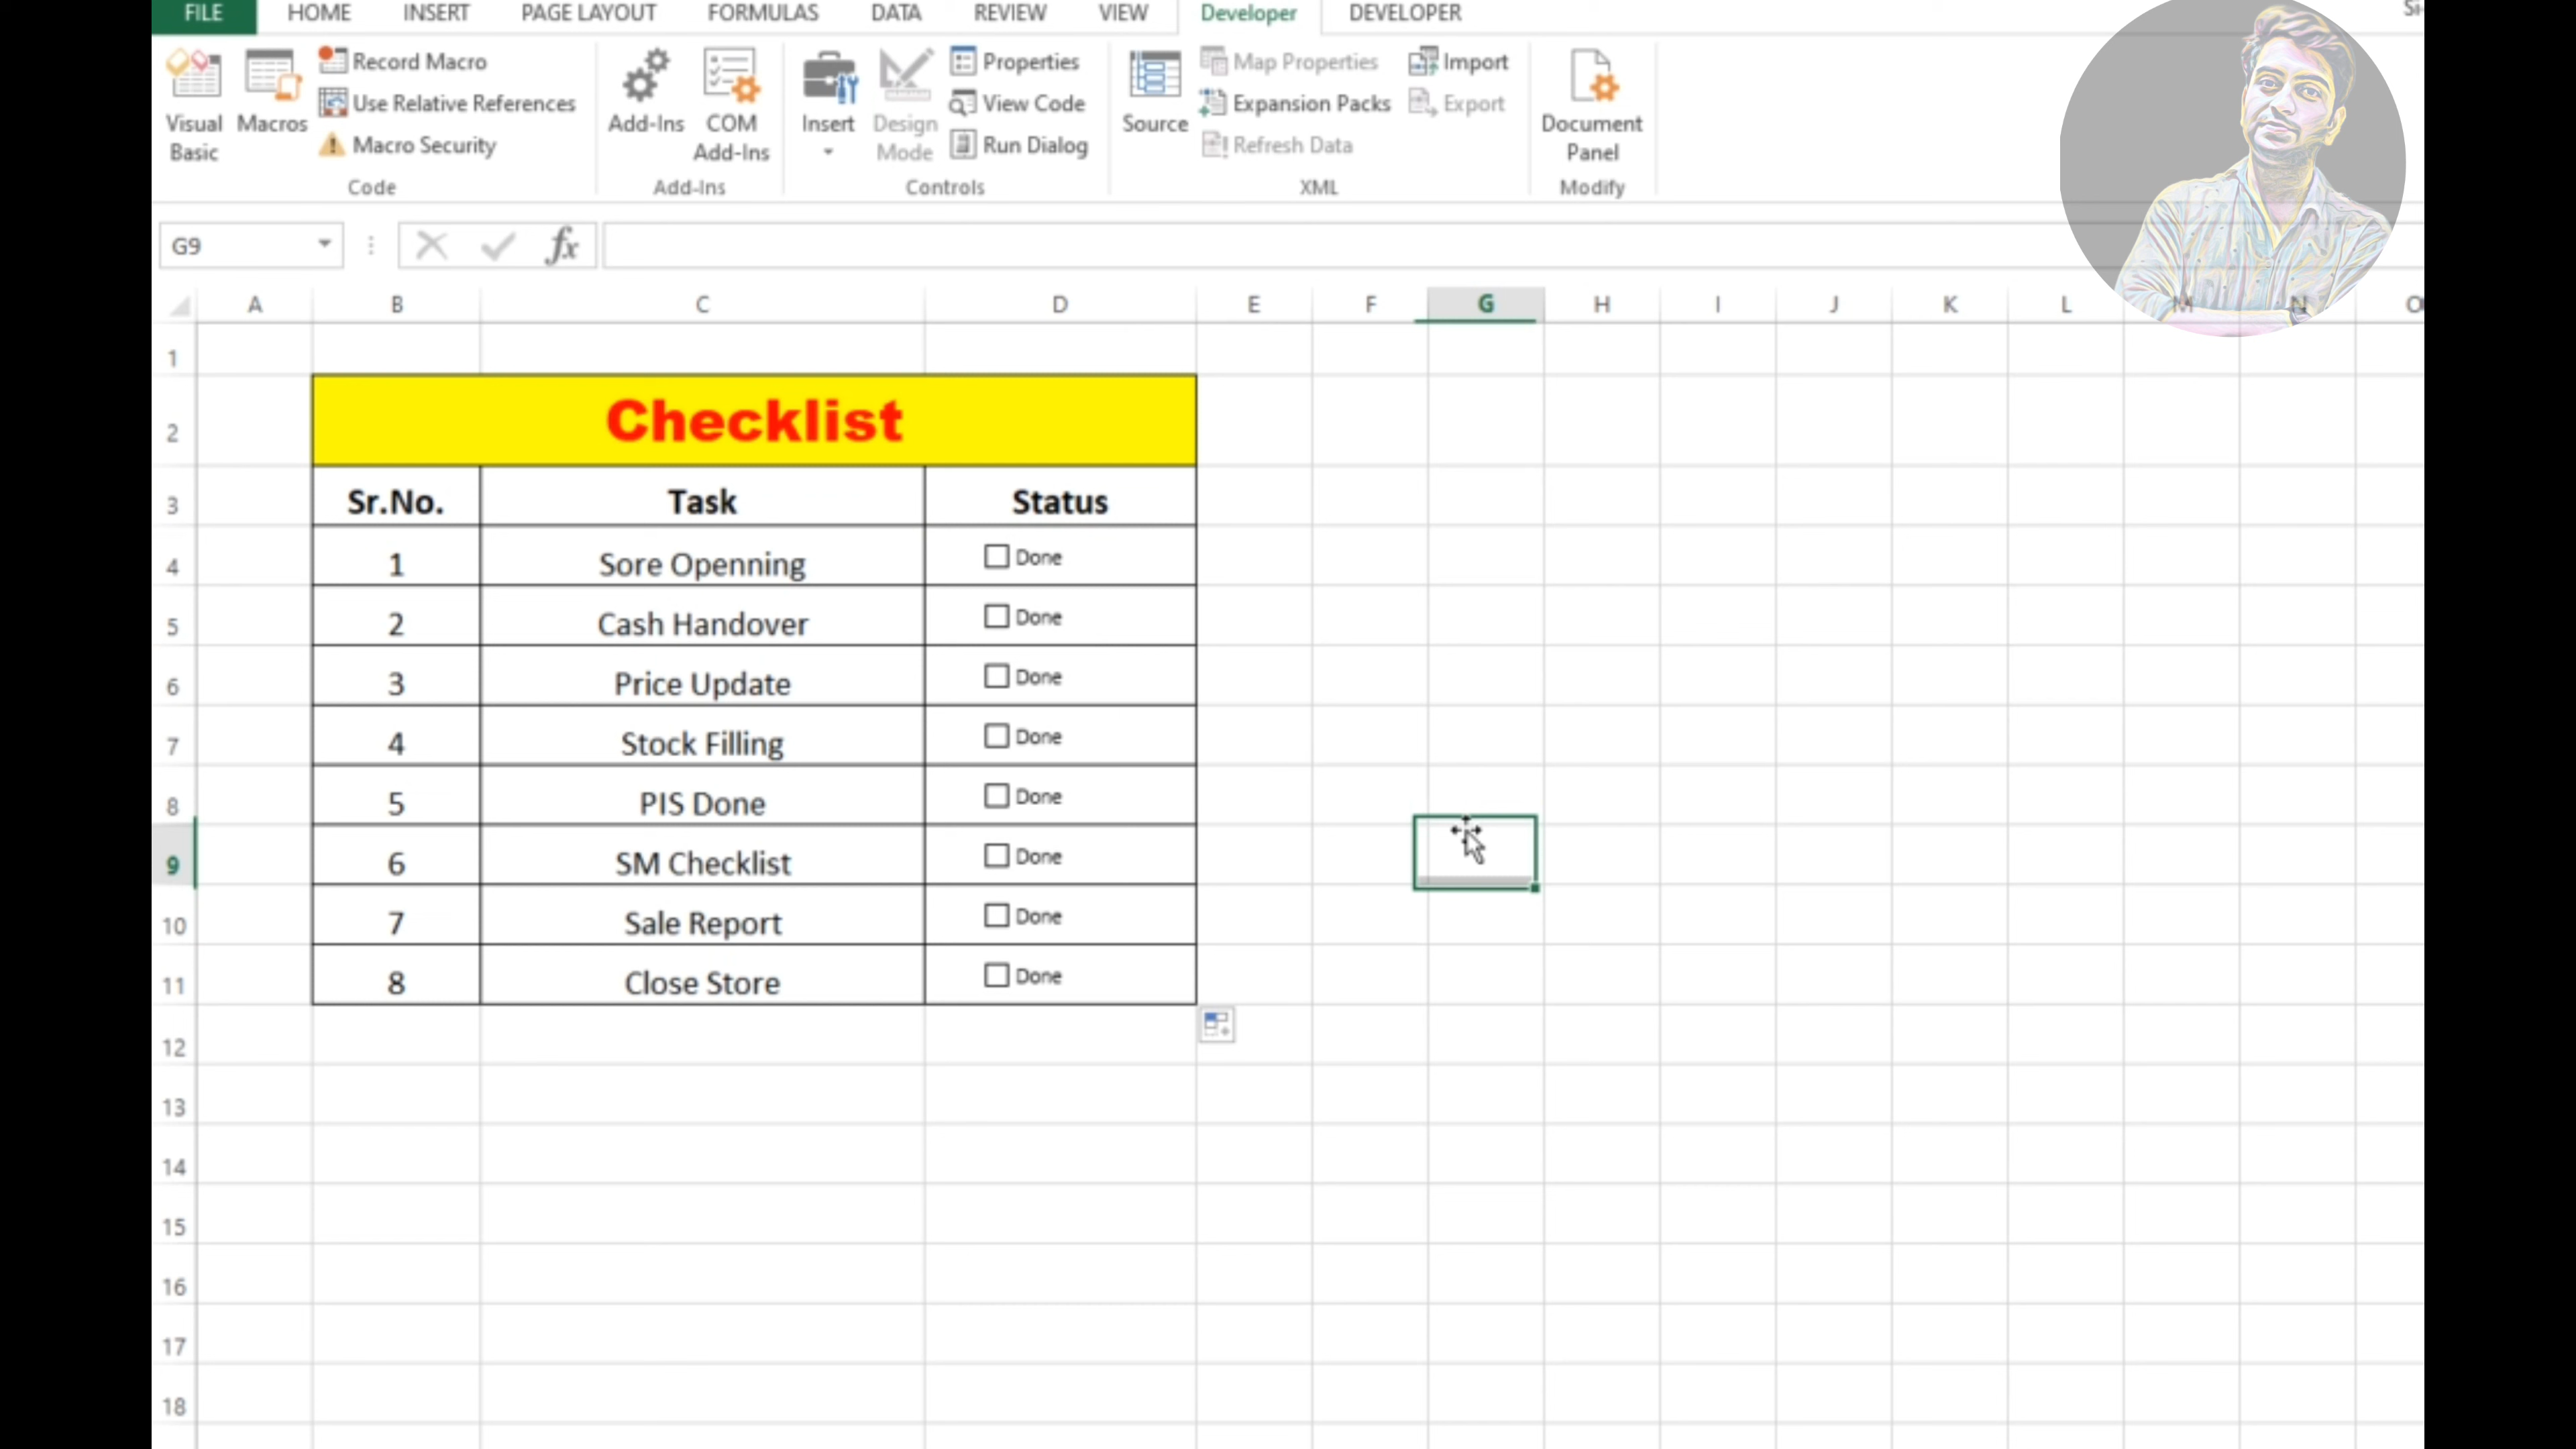 FILE HOME INSERT PAGE LAYOUT FORMULAS DATA REVIEW VIEW Developer DEVELOPER
Visual Basic
Macros
Record Macro
Use Relative References
Macro Security
Code
Add-Ins
COM Add-Ins
Add-Ins
Insert
Design Mode
Properties
View Code
Run Dialog
Controls
Source
Map Properties
Expansion Packs
Refresh Data
Import
Export
XML
Document Panel
Modify
G9 fx
A B C D E F G H I J K L M N O
1
2 Checklist
3 Sr.No. Task Status
4 1 Sore Openning Done
5 2 Cash Handover Done
6 3 Price Update Done
7 4 Stock Filling Done
8 5 PIS Done Done
9 6 SM Checklist Done
10 7 Sale Report Done
11 8 Close Store Done
12
13
14
15
16
17
18